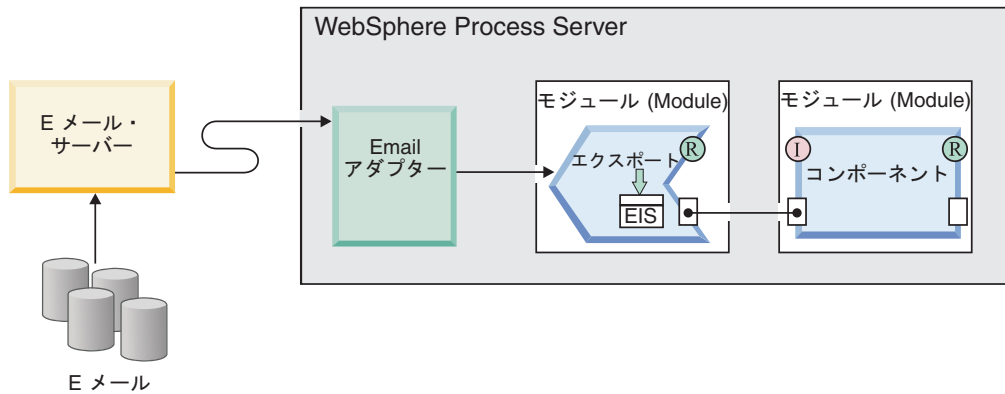 WebSphere Process Server
E メール・
サーバー
Email
アダプター
モジュール (Module)
エクスポート
R
EIS
モジュール (Module)
I
R
コンポーネント
E メール